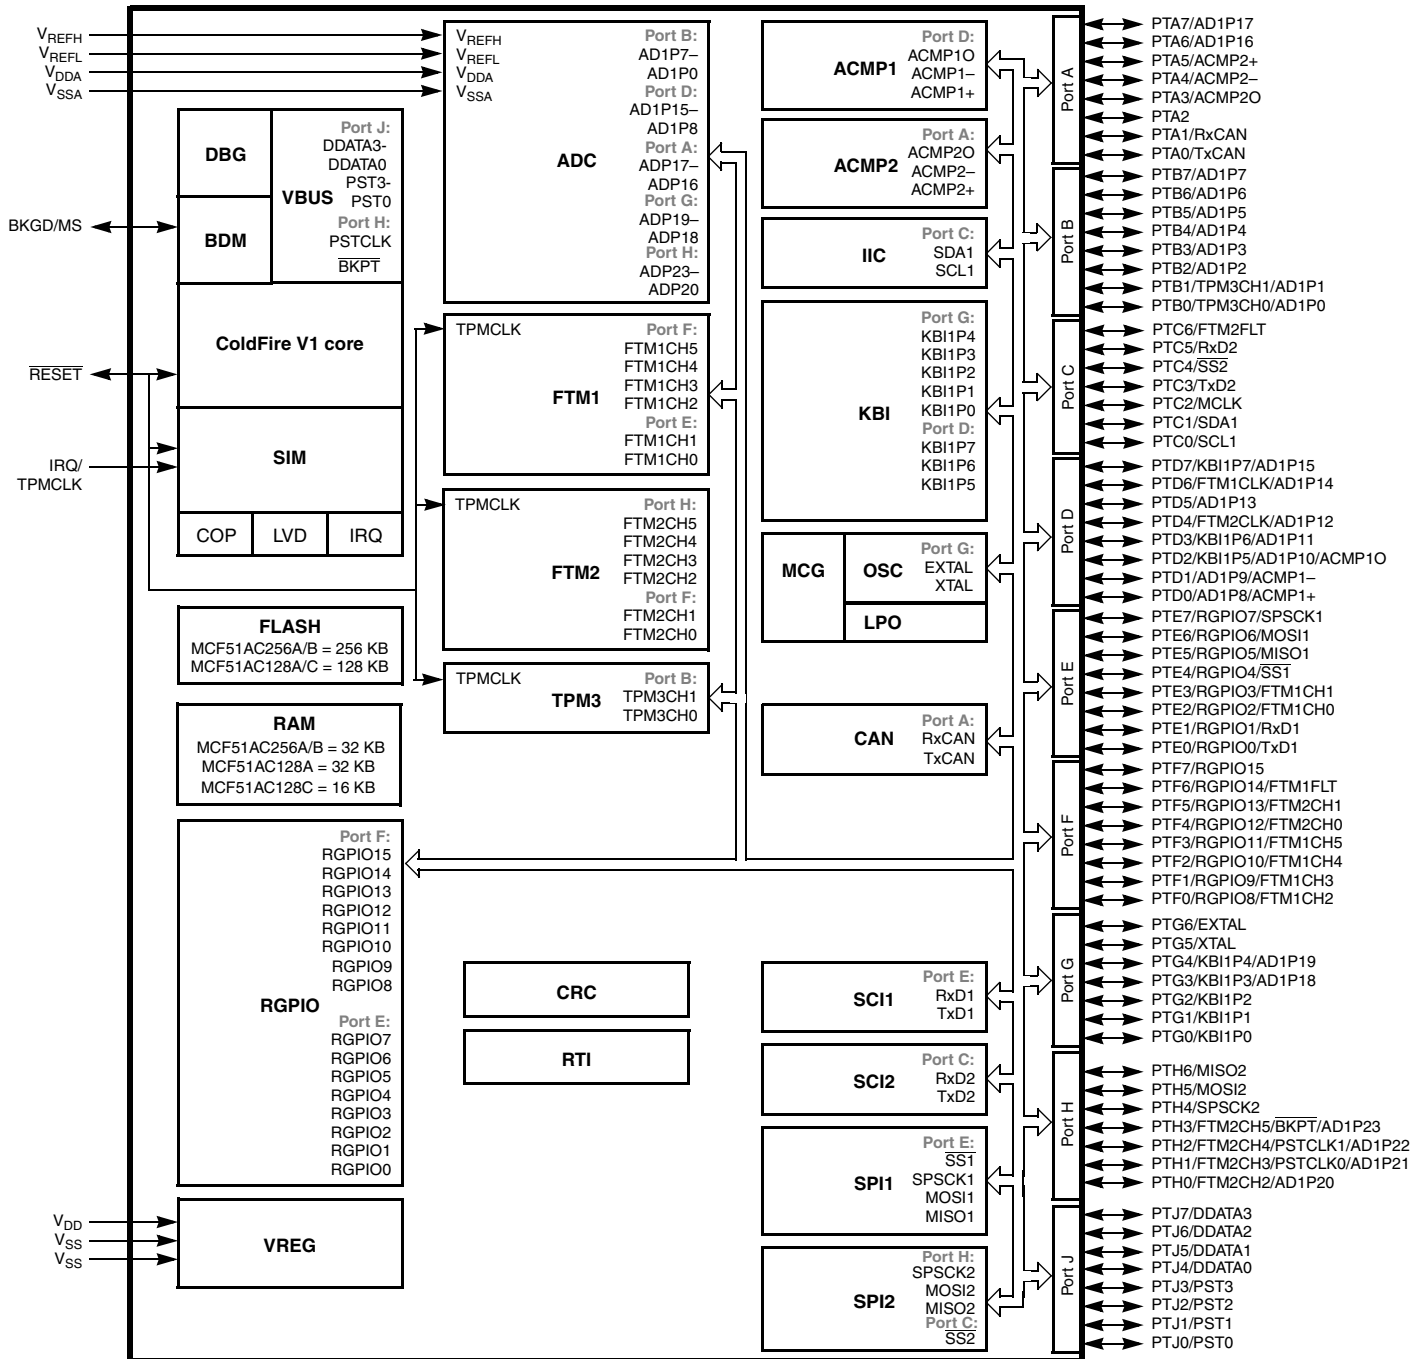 VREFH
VREFL
VDDA
VSSA
BKGD/MS
RESET
IRQ/
TPMCLK
VDD
VSS
VSS
DBG
BDM
VBUS
Port J:
DDATA3-
DDATA0
PST3-
PST0
Port H:
PSTCLK
BKPT
ColdFire V1 core
SIM
COP
LVD
IRQ
FLASH
MCF51AC256A/B = 256 KB
MCF51AC128A/C = 128 KB
RAM
MCF51AC256A/B = 32 KB
MCF51AC128A = 32 KB
MCF51AC128C = 16 KB
RGPIO
Port F:
RGPIO15
RGPIO14
RGPIO13
RGPIO12
RGPIO11
RGPIO10
RGPIO9
RGPIO8
Port E:
RGPIO7
RGPIO6
RGPIO5
RGPIO4
RGPIO3
RGPIO2
RGPIO1
RGPIO0
VREG
VREFH
VREFL
VDDA
VSSA
ADC
Port B:
AD1P7–
AD1P0
Port D:
AD1P15–
AD1P8
Port A:
ADP17–
ADP16
Port G:
ADP19–
ADP18
Port H:
ADP23–
ADP20
TPMCLK
FTM1
Port F:
FTM1CH5
FTM1CH4
FTM1CH3
FTM1CH2
Port E:
FTM1CH1
FTM1CH0
TPMCLK
FTM2
Port H:
FTM2CH5
FTM2CH4
FTM2CH3
FTM2CH2
Port F:
FTM2CH1
FTM2CH0
TPMCLK
TPM3
Port B:
TPM3CH1
TPM3CH0
CRC
RTI
ACMP1
Port D:
ACMP1O
ACMP1–
ACMP1+
ACMP2
Port A:
ACMP2O
ACMP2–
ACMP2+
IIC
Port C:
SDA1
SCL1
KBI
Port G:
KBI1P4
KBI1P3
KBI1P2
KBI1P1
KBI1P0
Port D:
KBI1P7
KBI1P6
KBI1P5
MCG
OSC
Port G:
EXTAL
XTAL
LPO
CAN
Port A:
RxCAN
TxCAN
SCI1
Port E:
RxD1
TxD1
SCI2
Port C:
RxD2
TxD2
SPI1
Port E:
SS1
SPSCK1
MOSI1
MISO1
SPI2
Port H:
SPSCK2
MOSI2
MISO2
Port C:
SS2
Port A
PTA7/AD1P17
PTA6/AD1P16
PTA5/ACMP2+
PTA4/ACMP2–
PTA3/ACMP2O
PTA2
PTA1/RxCAN
PTA0/TxCAN
Port B
PTB7/AD1P7
PTB6/AD1P6
PTB5/AD1P5
PTB4/AD1P4
PTB3/AD1P3
PTB2/AD1P2
PTB1/TPM3CH1/AD1P1
PTB0/TPM3CH0/AD1P0
Port C
PTC6/FTM2FLT
PTC5/RxD2
PTC4/SS2
PTC3/TxD2
PTC2/MCLK
PTC1/SDA1
PTC0/SCL1
Port D
PTD7/KBI1P7/AD1P15
PTD6/FTM1CLK/AD1P14
PTD5/AD1P13
PTD4/FTM2CLK/AD1P12
PTD3/KBI1P6/AD1P11
PTD2/KBI1P5/AD1P10/ACMP1O
PTD1/AD1P9/ACMP1–
PTD0/AD1P8/ACMP1+
Port E
PTE7/RGPIO7/SPSCK1
PTE6/RGPIO6/MOSI1
PTE5/RGPIO5/MISO1
PTE4/RGPIO4/SS1
PTE3/RGPIO3/FTM1CH1
PTE2/RGPIO2/FTM1CH0
PTE1/RGPIO1/RxD1
PTE0/RGPIO0/TxD1
Port F
PTF7/RGPIO15
PTF6/RGPIO14/FTM1FLT
PTF5/RGPIO13/FTM2CH1
PTF4/RGPIO12/FTM2CH0
PTF3/RGPIO11/FTM1CH5
PTF2/RGPIO10/FTM1CH4
PTF1/RGPIO9/FTM1CH3
PTF0/RGPIO8/FTM1CH2
Port G
PTG6/EXTAL
PTG5/XTAL
PTG4/KBI1P4/AD1P19
PTG3/KBI1P3/AD1P18
PTG2/KBI1P2
PTG1/KBI1P1
PTG0/KBI1P0
Port H
PTH6/MISO2
PTH5/MOSI2
PTH4/SPSCK2
PTH3/FTM2CH5/BKPT/AD1P23
PTH2/FTM2CH4/PSTCLK1/AD1P22
PTH1/FTM2CH3/PSTCLK0/AD1P21
PTH0/FTM2CH2/AD1P20
Port J
PTJ7/DDATA3
PTJ6/DDATA2
PTJ5/DDATA1
PTJ4/DDATA0
PTJ3/PST3
PTJ2/PST2
PTJ1/PST1
PTJ0/PST0